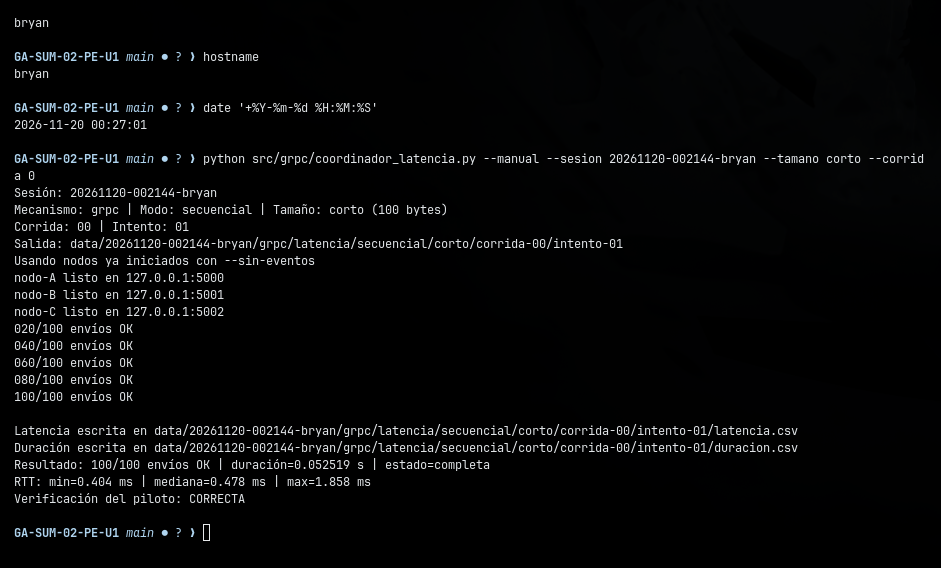 bryan
GA-SUM-02-PE-U1 main ● ? ❯ hostname
bryan
GA-SUM-02-PE-U1 main ● ? ❯ date '+%Y-%m-%d %H:%M:%S'
2026-11-20 00:27:01
GA-SUM-02-PE-U1 main ● ? ❯ python src/grpc/coordinador_latencia.py --manual --sesion 20261120-002144-bryan --tamano corto --corrid
a 0
Sesión: 20261120-002144-bryan
Mecanismo: grpc | Modo: secuencial | Tamaño: corto (100 bytes)
Corrida: 00 | Intento: 01
Salida: data/20261120-002144-bryan/grpc/latencia/secuencial/corto/corrida-00/intento-01
Usando nodos ya iniciados con --sin-eventos
nodo-A listo en 127.0.0.1:5000
nodo-B listo en 127.0.0.1:5001
nodo-C listo en 127.0.0.1:5002
020/100 envíos OK
040/100 envíos OK
060/100 envíos OK
080/100 envíos OK
100/100 envíos OK
Latencia escrita en data/20261120-002144-bryan/grpc/latencia/secuencial/corto/corrida-00/intento-01/latencia.csv
Duración escrita en data/20261120-002144-bryan/grpc/latencia/secuencial/corto/corrida-00/intento-01/duracion.csv
Resultado: 100/100 envíos OK | duración=0.052519 s | estado=completa
RTT: min=0.404 ms | mediana=0.478 ms | max=1.858 ms
Verificación del piloto: CORRECTA
GA-SUM-02-PE-U1 main ● ? ❯